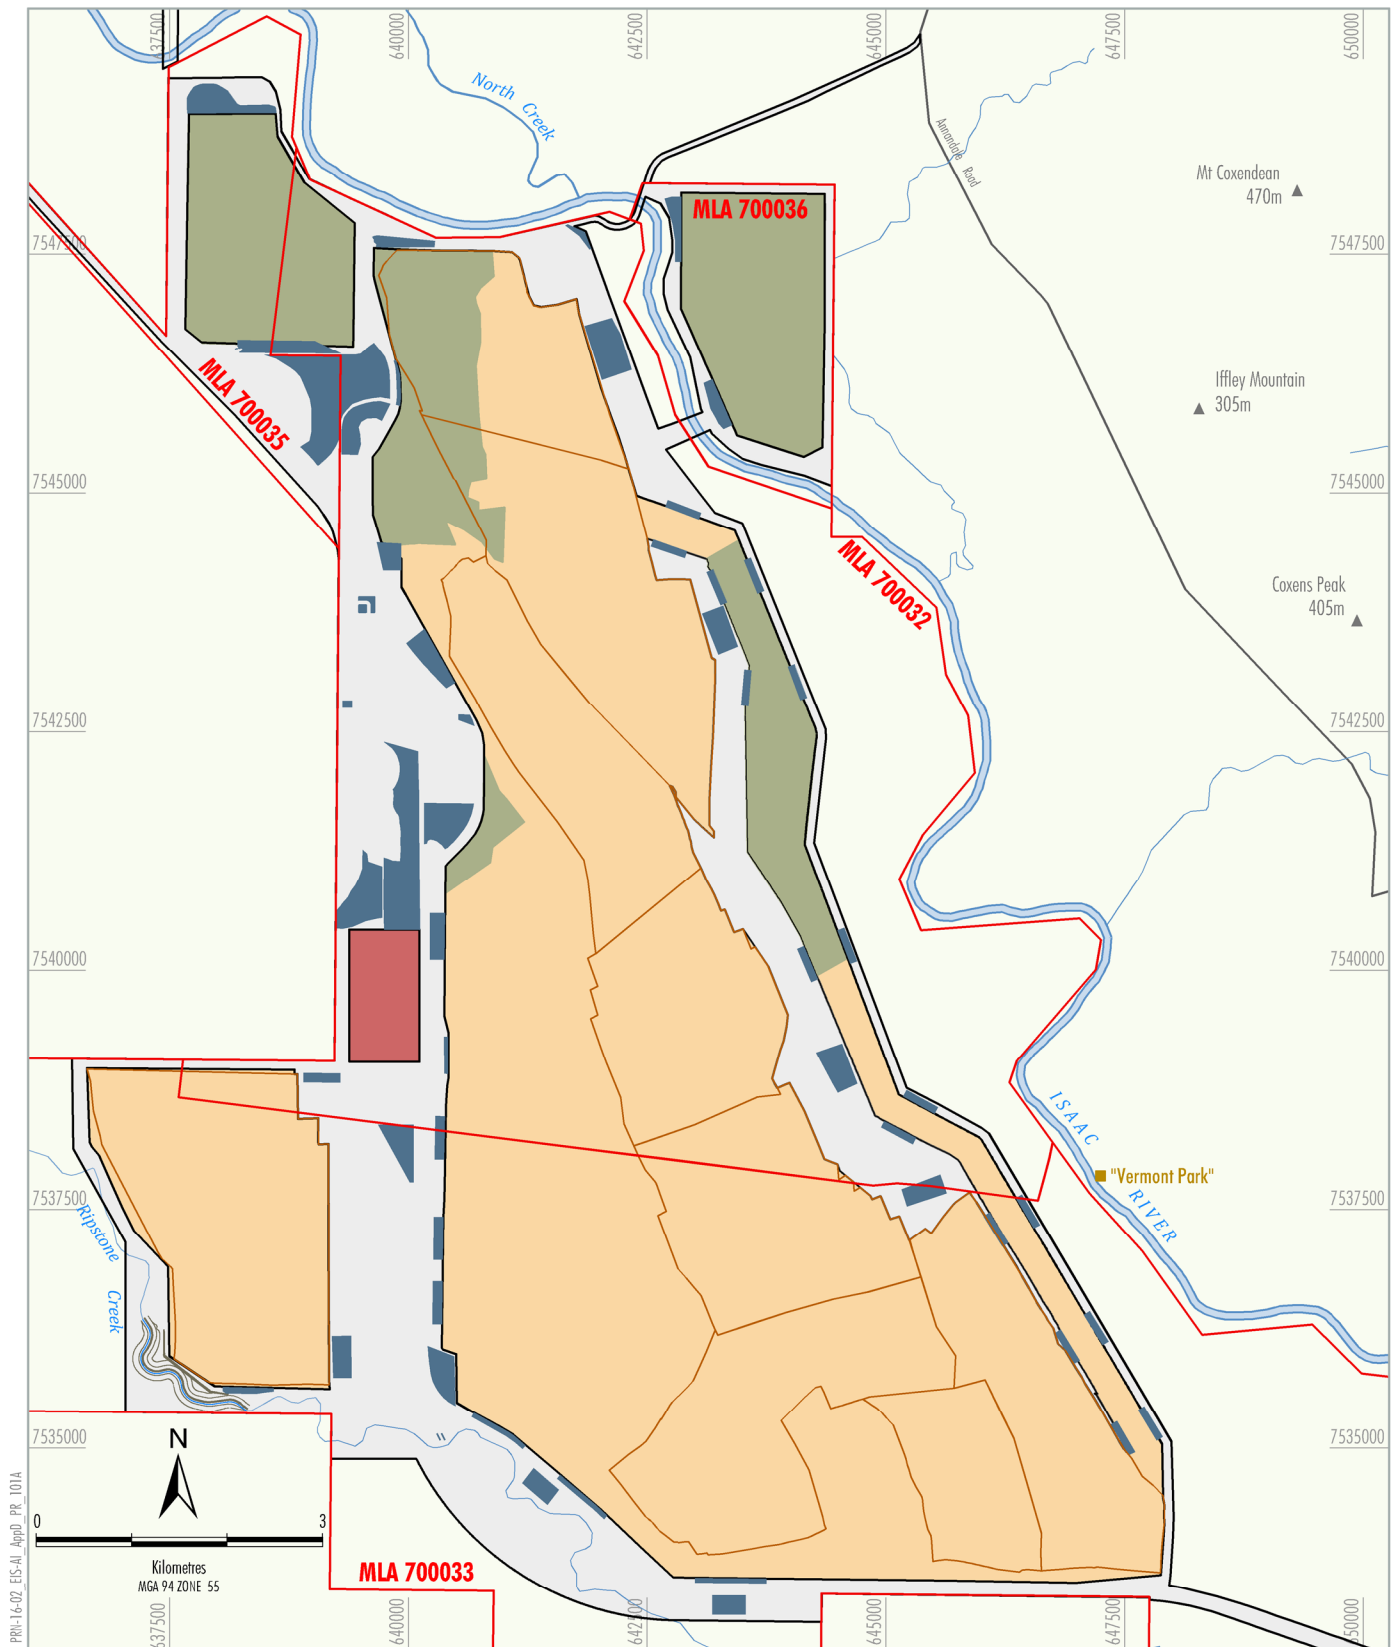 640000
642500
645000
647500
650000
North Creek
Annandale Road
Mt Coxendean
470m
MLA 700036
7547500
7547500
MLA 700035
Iffley Mountain
305m
7545000
7545000
MLA 700032
Coxens Peak
405m
7542500
7542500
7540000
7540000
ISAAC
"Vermont Park"
RIVER
7537500
7537500
Ripstone
Creek
7535000
7535000
N
0
3
Kilometres
MGA 94 ZONE 55
MLA 700033
PRN-16-02_EIS-AI_AppD_PR_101A
640000
642500
645000
647500